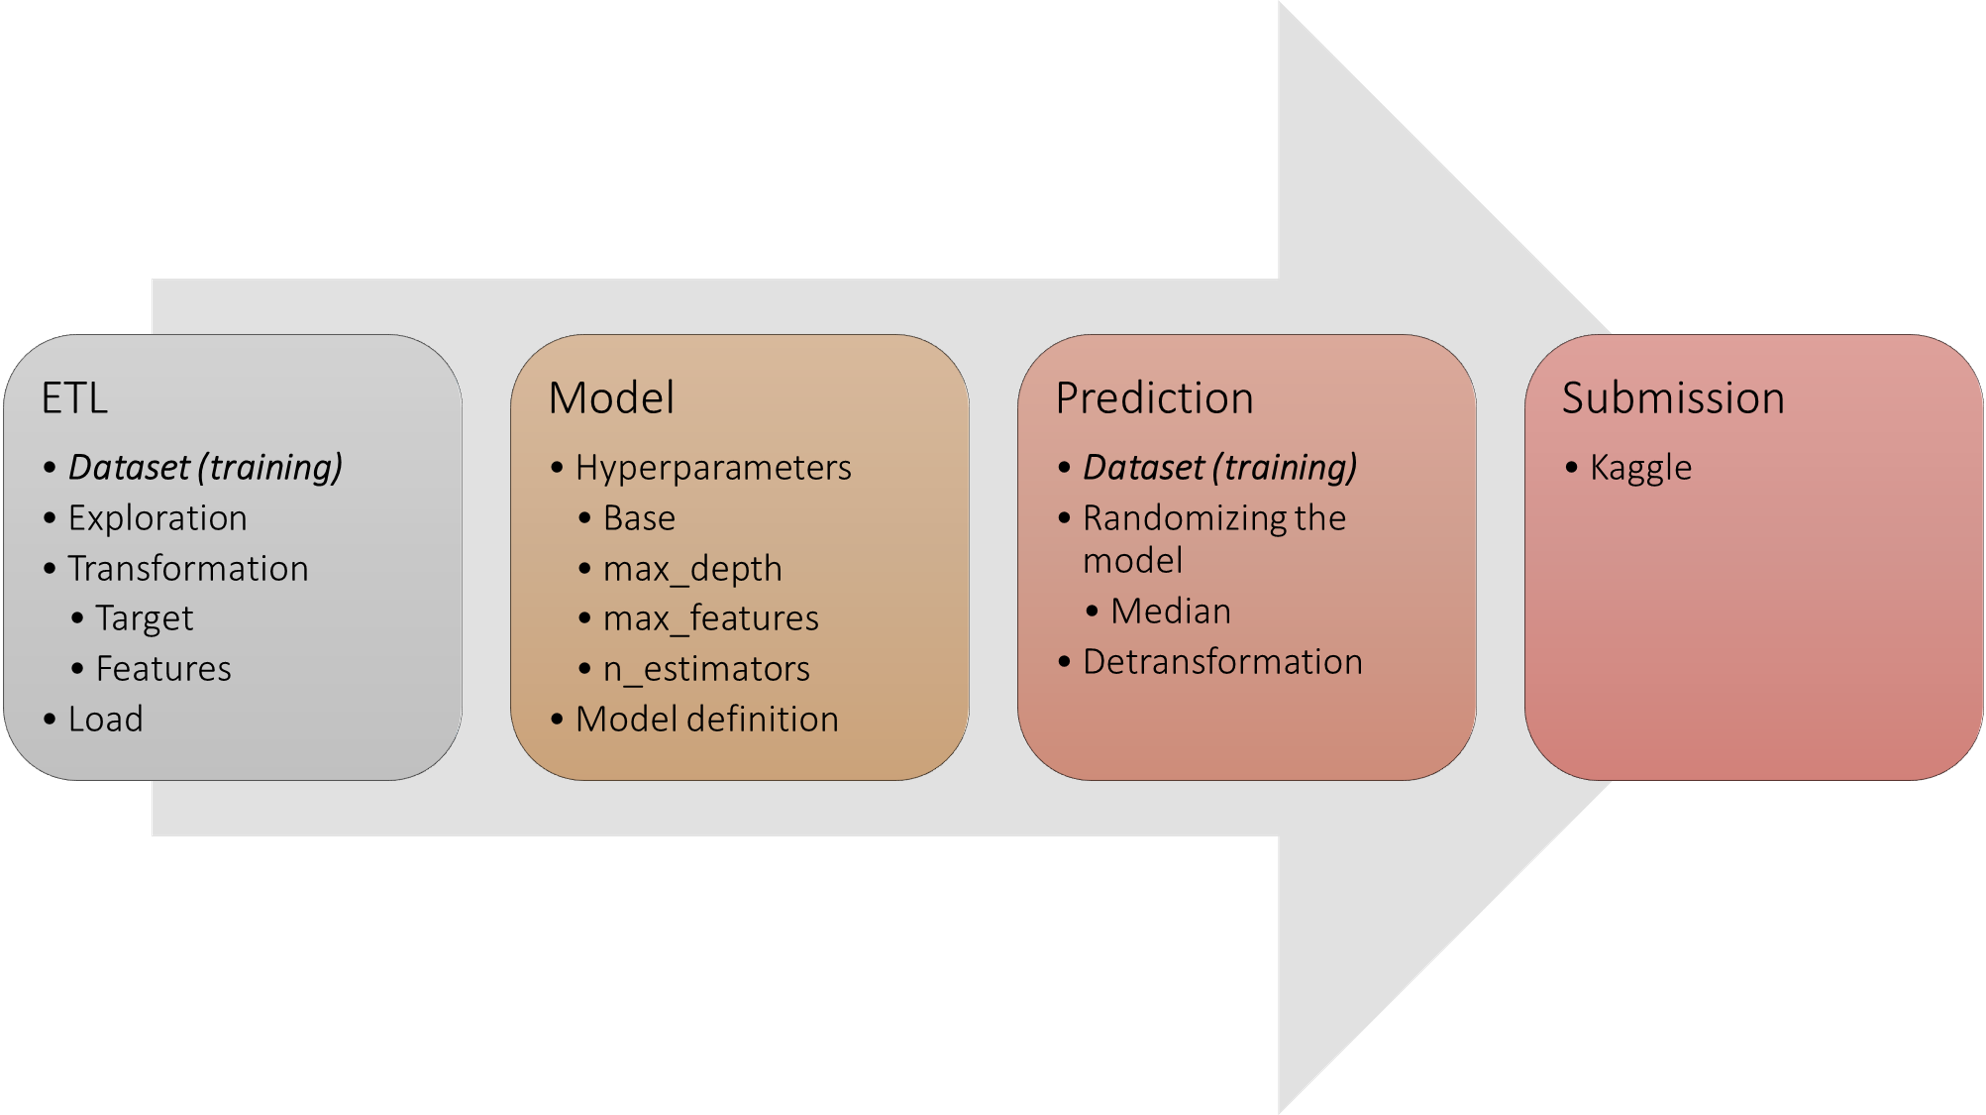 ETL
• Dataset (training)
• Exploration
• Transformation
• Target
• Features
• Load
Model
• Hyperparameters
• Base
• max_depth
• max_features
• n_estimators
• Model definition
Prediction
• Dataset (training)
• Randomizing the
model
• Median
• Detransformation
Submission
• Kaggle